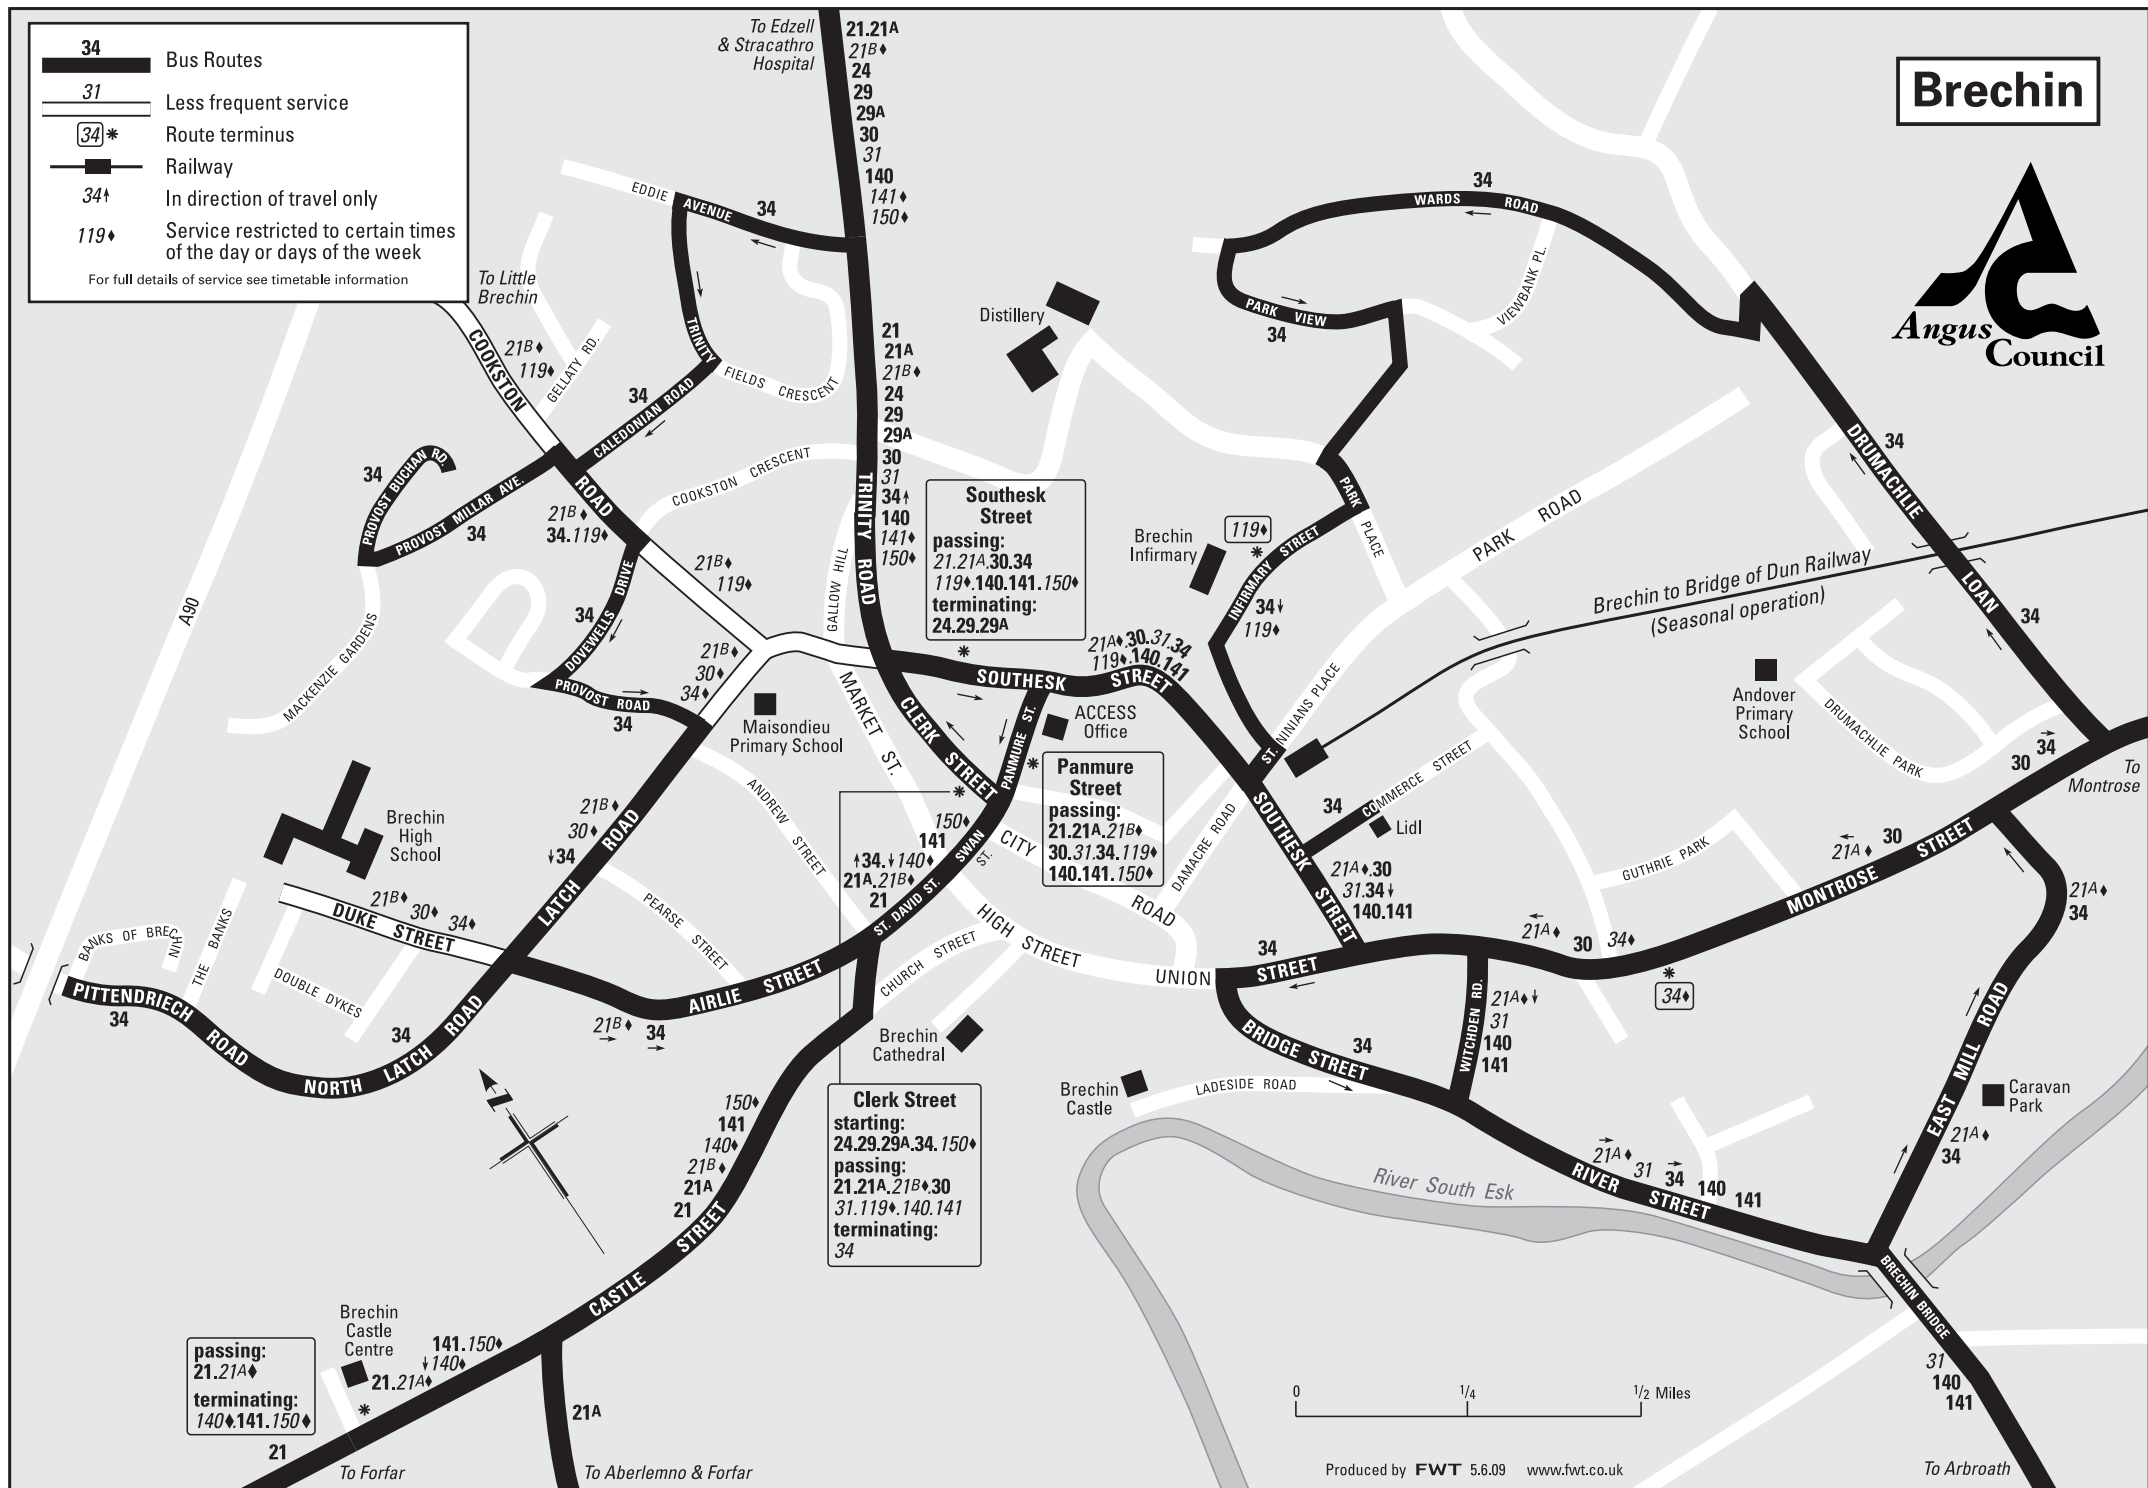 34
Bus Routes
31
Less frequent service
34 *
Route terminus
Railway
34↑
In direction of travel only
119♦
Service restricted to certain times
of the day or days of the week
For full details of service see timetable information
Brechin
Angus
Council
To Edzell
& Stracathro
Hospital
21.21A
21B♦
24
29
29A
30
31
140
141♦
150♦
EDDIE AVENUE
34
TRINITY
FIELDS CRESCENT
34
CALEDONIAN ROAD
To Little
Brechin
COOKSTON
ROAD
21B♦
119♦
GELLATY RD.
34
PROVOST BUCHAN RD.
PROVOST MILLAR AVE.
34
21B♦
34.119♦
COOKSTON CRESCENT
21B♦
119♦
A90
MACKENZIE GARDENS
34
DOVEWELLS DRIVE
PROVOST ROAD
34
21B♦
30♦
34♦
Maisondieu
Primary School
GALLOW HILL
21
21A
21B♦
24
29
29A
30
31
34↑
140
141♦
150♦
TRINITY ROAD
Distillery
Southesk
Street
passing:
21.21A.30.34
119♦.140.141.150♦
terminating:
24.29.29A
*
SOUTHESK STREET
21A♦.30.31.34
119♦.140.141
34
WARDS ROAD
PARK VIEW
34
VIEWBANK PL.
PARK PLACE
PARK ROAD
Brechin
Infirmary
119♦
*
INFIRMARY STREET
34↓
119♦
ST. NINIANS PLACE
Brechin to Bridge of Dun Railway
(Seasonal operation)
34
DRUMACHLIE LOAN
34
Andover
Primary
School
DRUMACHLIE PARK
34
30
To
Montrose
MARKET ST.
CLERK STREET
PANMURE ST.
ACCESS
Office
*
Panmure
Street
passing:
21.21A.21B♦
30.31.34.119♦
140.141.150♦
*
150♦
141
↑34.↓140♦
21A.21B♦
21
SWAN ST.
ST. DAVID ST.
CITY ROAD
DAMACRE ROAD
SOUTHESK STREET
34
COMMERCE STREET
Lidl
21A♦.30
31.34↓
140.141
GUTHRIE PARK
21A♦
30
MONTROSE STREET
21A♦
30
34♦
*
34♦
21A♦
34
Brechin
High
School
21B♦
30♦
↓34
LATCH ROAD
ANDREW STREET
PEARSE STREET
21B♦
30♦
34♦
DUKE STREET
BANKS OF BRECHIN
THE BANKS
DOUBLE DYKES
PITTENDRIECH ROAD
34
NORTH LATCH ROAD
34
AIRLIE STREET
21B♦
34
CHURCH STREET
HIGH STREET
Brechin
Cathedral
UNION STREET
34
BRIDGE STREET
34
WITCHDEN RD.
21A♦↓
31
140
141
Brechin
Castle
LADESIDE ROAD
River South Esk
21A♦
31
34
140
141
RIVER STREET
EAST MILL ROAD
21A♦
34
Caravan
Park
BRECHIN BRIDGE
31
140
141
To Arbroath
Clerk Street
starting:
24.29.29A.34.150♦
passing:
21.21A.21B♦.30
31.119♦.140.141
terminating:
34
150♦
141
140♦
21B♦
21A
21
CASTLE STREET
Brechin
Castle
Centre
141.150♦
↓140♦
21.21A♦
*
passing:
21.21A♦
terminating:
140♦.141.150♦
21
To Forfar
21A
To Aberlemno & Forfar
N
0
1/4
1/2 Miles
Produced by FWT 5.6.09 www.fwt.co.uk